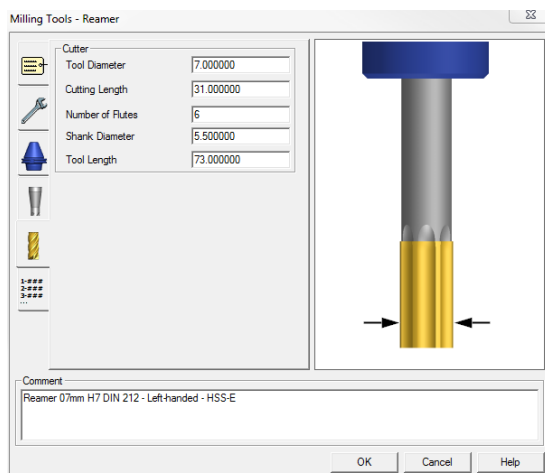 Milling Tools - Reamer
Cutter
Tool Diameter 7.000000
Cutting Length 31.000000
Number of Flutes 6
Shank Diameter 5.500000
Tool Length 73.000000
1-###
2-###
3-###
...
Comment
Reamer 07mm H7 DIN 212 - Left-handed - HSS-E
OK Cancel Help